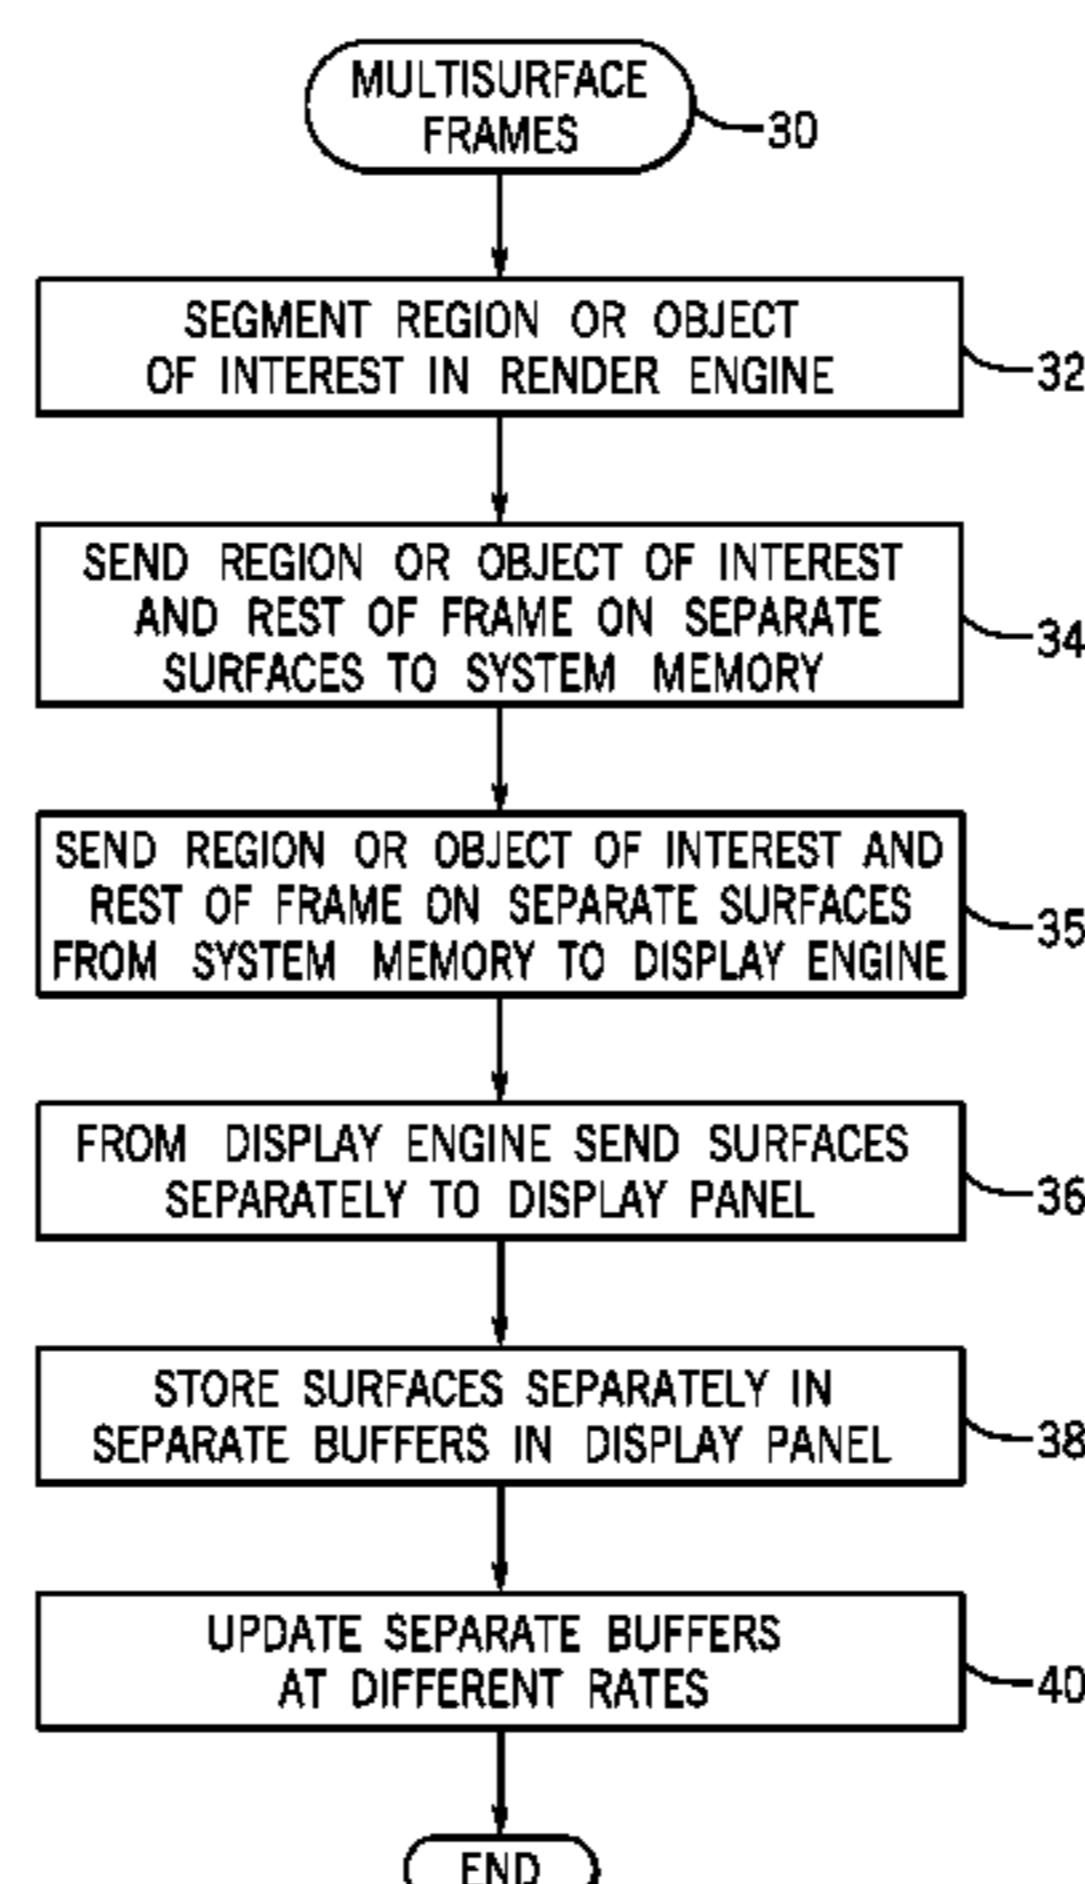 MULTISURFACE
FRAMES
30
SEGMENT REGION OR OBJECT
OF INTEREST IN RENDER ENGINE
32
SEND REGION OR OBJECT OF INTEREST
AND REST OF FRAME ON SEPARATE
SURFACES TO SYSTEM MEMORY
34
SEND REGION OR OBJECT OF INTEREST AND
REST OF FRAME ON SEPARATE SURFACES
FROM SYSTEM MEMORY TO DISPLAY ENGINE
35
FROM DISPLAY ENGINE SEND SURFACES
SEPARATELY TO DISPLAY PANEL
36
STORE SURFACES SEPARATELY IN
SEPARATE BUFFERS IN DISPLAY PANEL
38
UPDATE SEPARATE BUFFERS
AT DIFFERENT RATES
40
END